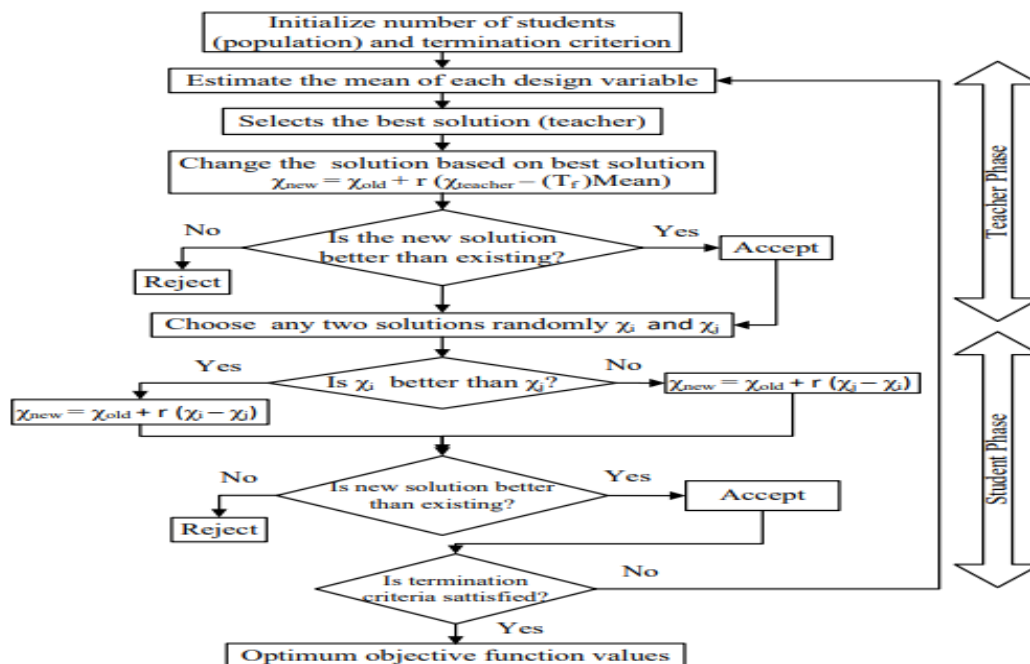 Initialize number of students
(population) and termination criterion
Estimate the mean of each design variable
Selects the best solution (teacher)
Change the solution based on best solution
χnew = χold + r (χteacher – (Tf)Mean)
No
Is the new solution
better than existing?
Yes
Accept
Reject
Choose any two solutions randomly χi and χj
Yes
Is χi better than χj?
No
χnew = χold + r (χj – χi)
χnew = χold + r (χi – χj)
No
Is new solution better
than existing?
Yes
Accept
Reject
Is termination
criteria sattisfied?
No
Yes
Optimum objective function values
Teacher Phase
Student Phase